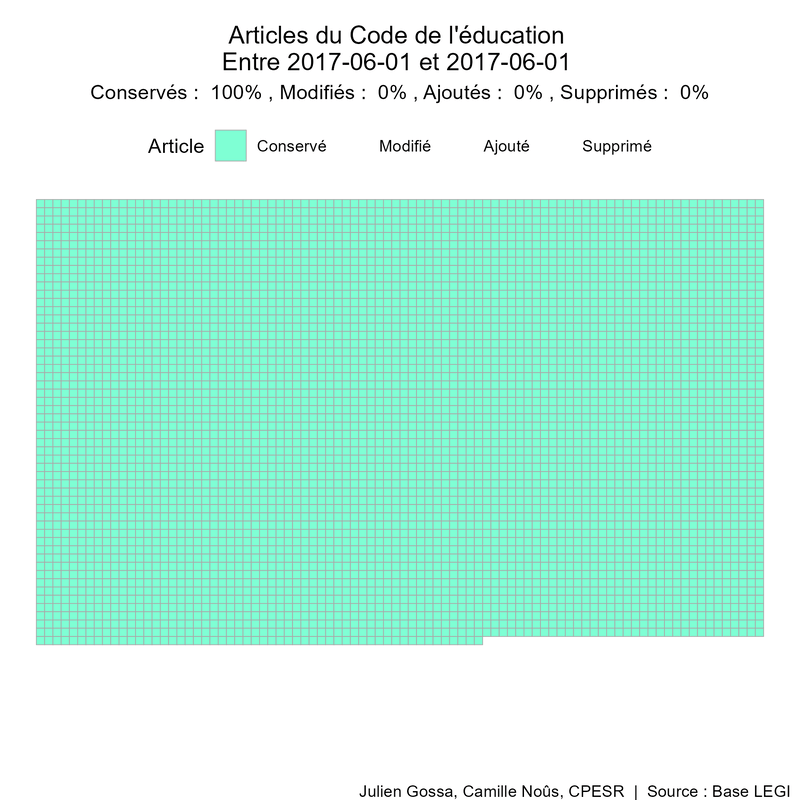 Articles du Code de l'éducation
Entre 2017-06-01 et 2017-06-01
Conservés :  100% , Modifiés :  0% , Ajoutés :  0% , Supprimés :  0%
Article Conservé Modifié Ajouté Supprimé
Julien Gossa, Camille Noûs, CPESR  |  Source : Base LEGI